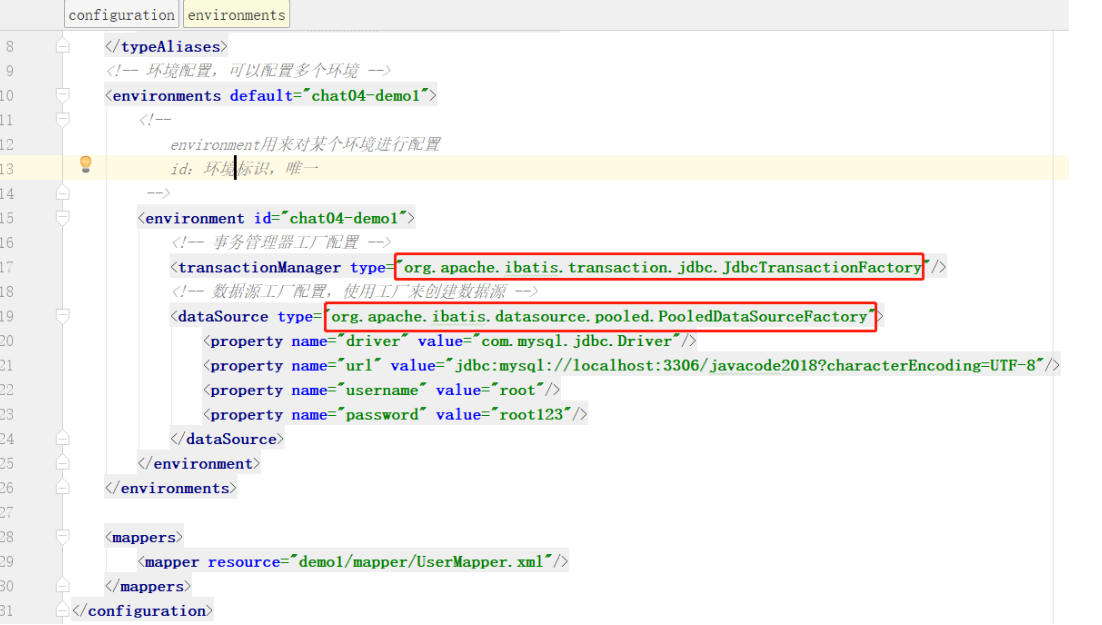 configuration environments
8 </typeAliases>
9 <!-- 环境配置，可以配置多个环境 -->
10 <environments default="chat04-demo1">
11 <!--
12 environment用来对某个环境进行配置
13 id：环境标识，唯一
14 -->
15 <environment id="chat04-demo1">
16 <!-- 事务管理器工厂配置 -->
17 <transactionManager type="org.apache.ibatis.transaction.jdbc.JdbcTransactionFactory"/>
18 <!-- 数据源工厂配置，使用工厂来创建数据源 -->
19 <dataSource type="org.apache.ibatis.datasource.pooled.PooledDataSourceFactory">
20 <property name="driver" value="com.mysql.jdbc.Driver"/>
21 <property name="url" value="jdbc:mysql://localhost:3306/javacode2018?characterEncoding=UTF-8"/>
22 <property name="username" value="root"/>
23 <property name="password" value="root123"/>
24 </dataSource>
25 </environment>
26 </environments>
27
28 <mappers>
29 <mapper resource="demo1/mapper/UserMapper.xml"/>
30 </mappers>
31 </configuration>